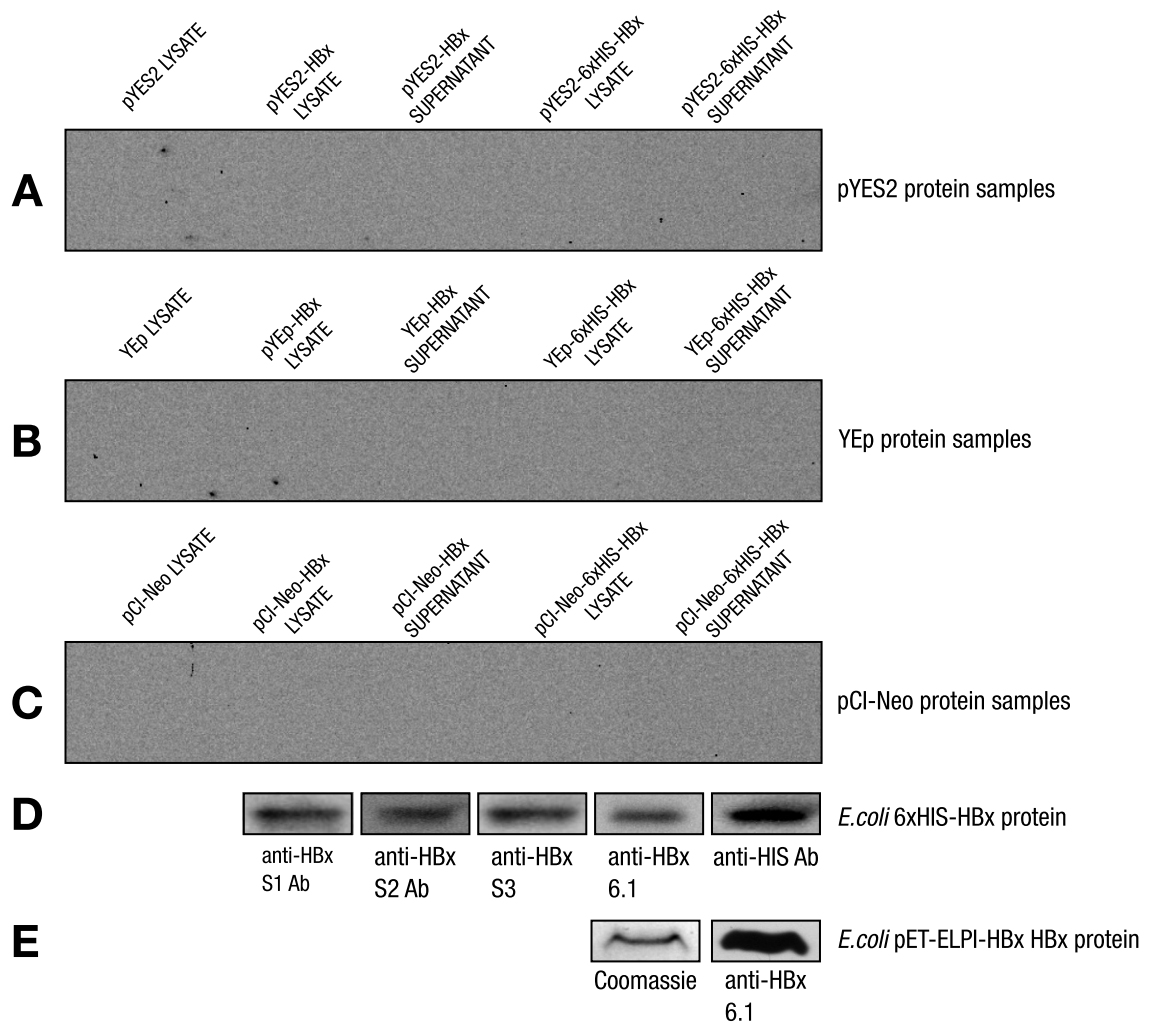 pYES2 LYSATE
pYES2-HBx
LYSATE
pYES2-HBx
SUPERNATANT
pYES2-6xHIS-HBx
LYSATE
pYES2-6xHIS-HBx
SUPERNATANT
A
pYES2 protein samples
YEp LYSATE
pYEp-HBx
LYSATE
YEp-HBx
SUPERNATANT
YEp-6xHIS-HBx
LYSATE
YEp-6xHIS-HBx
SUPERNATANT
B
YEp protein samples
pCI-Neo LYSATE
pCI-Neo-HBx
LYSATE
pCI-Neo-HBx
SUPERNATANT
pCI-Neo-6xHIS-HBx
LYSATE
pCI-Neo-6xHIS-HBx
SUPERNATANT
C
pCI-Neo protein samples
D
E.coli 6xHIS-HBx protein
anti-HBx
S1 Ab
anti-HBx
S2 Ab
anti-HBx
S3
anti-HBx
6.1
anti-HIS Ab
E
E.coli pET-ELPI-HBx HBx protein
Coomassie
anti-HBx
6.1